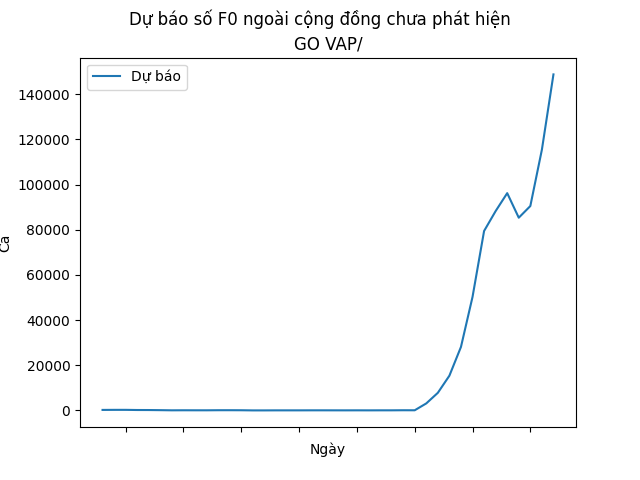 Dự báo số F0 ngoài cộng đồng chưa phát hiện
GO VAP/
Dự báo
140000
120000
100000
80000
60000
40000
20000
0
Ca
Ngày